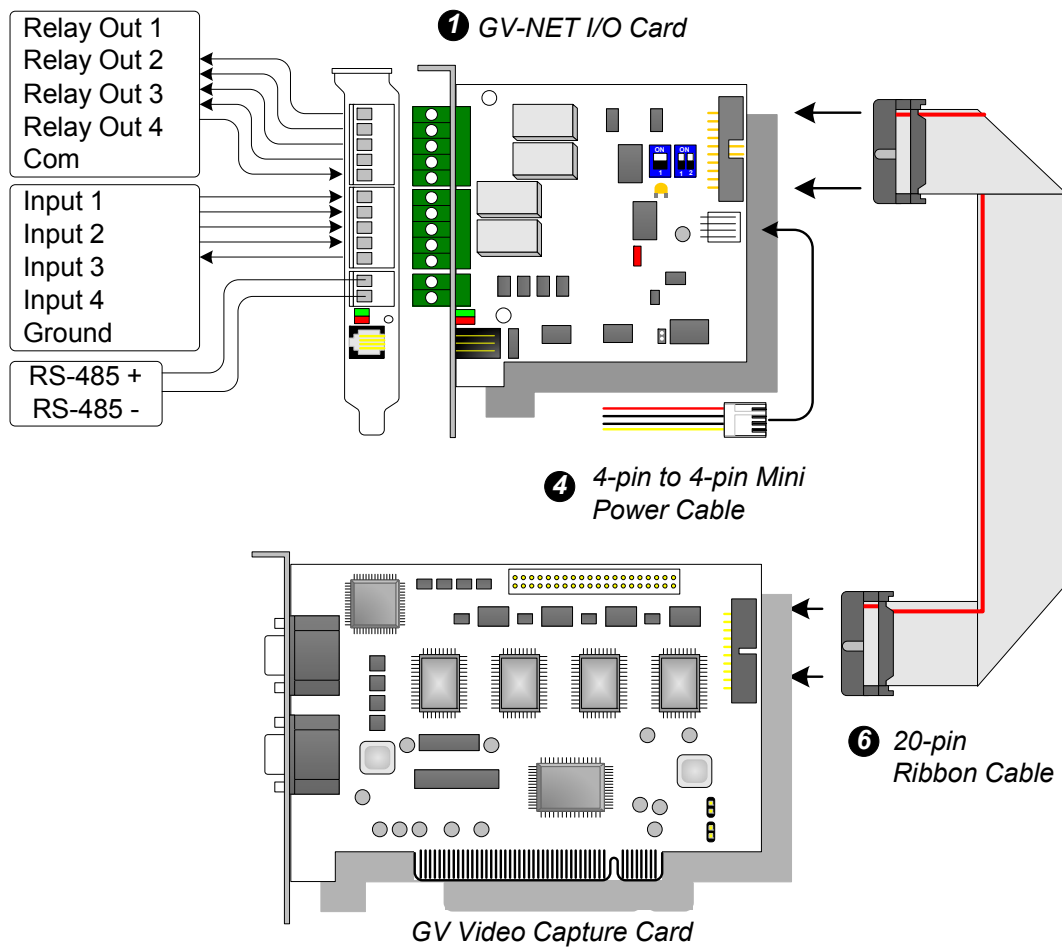 Relay Out 1
Relay Out 2
Relay Out 3
Relay Out 4
Com
Input 1
Input 2
Input 3
Input 4
Ground
RS-485 +
RS-485 -
1 GV-NET I/O Card
ON
1
ON
1 2
4 4-pin to 4-pin Mini
Power Cable
6 20-pin
Ribbon Cable
GV Video Capture Card